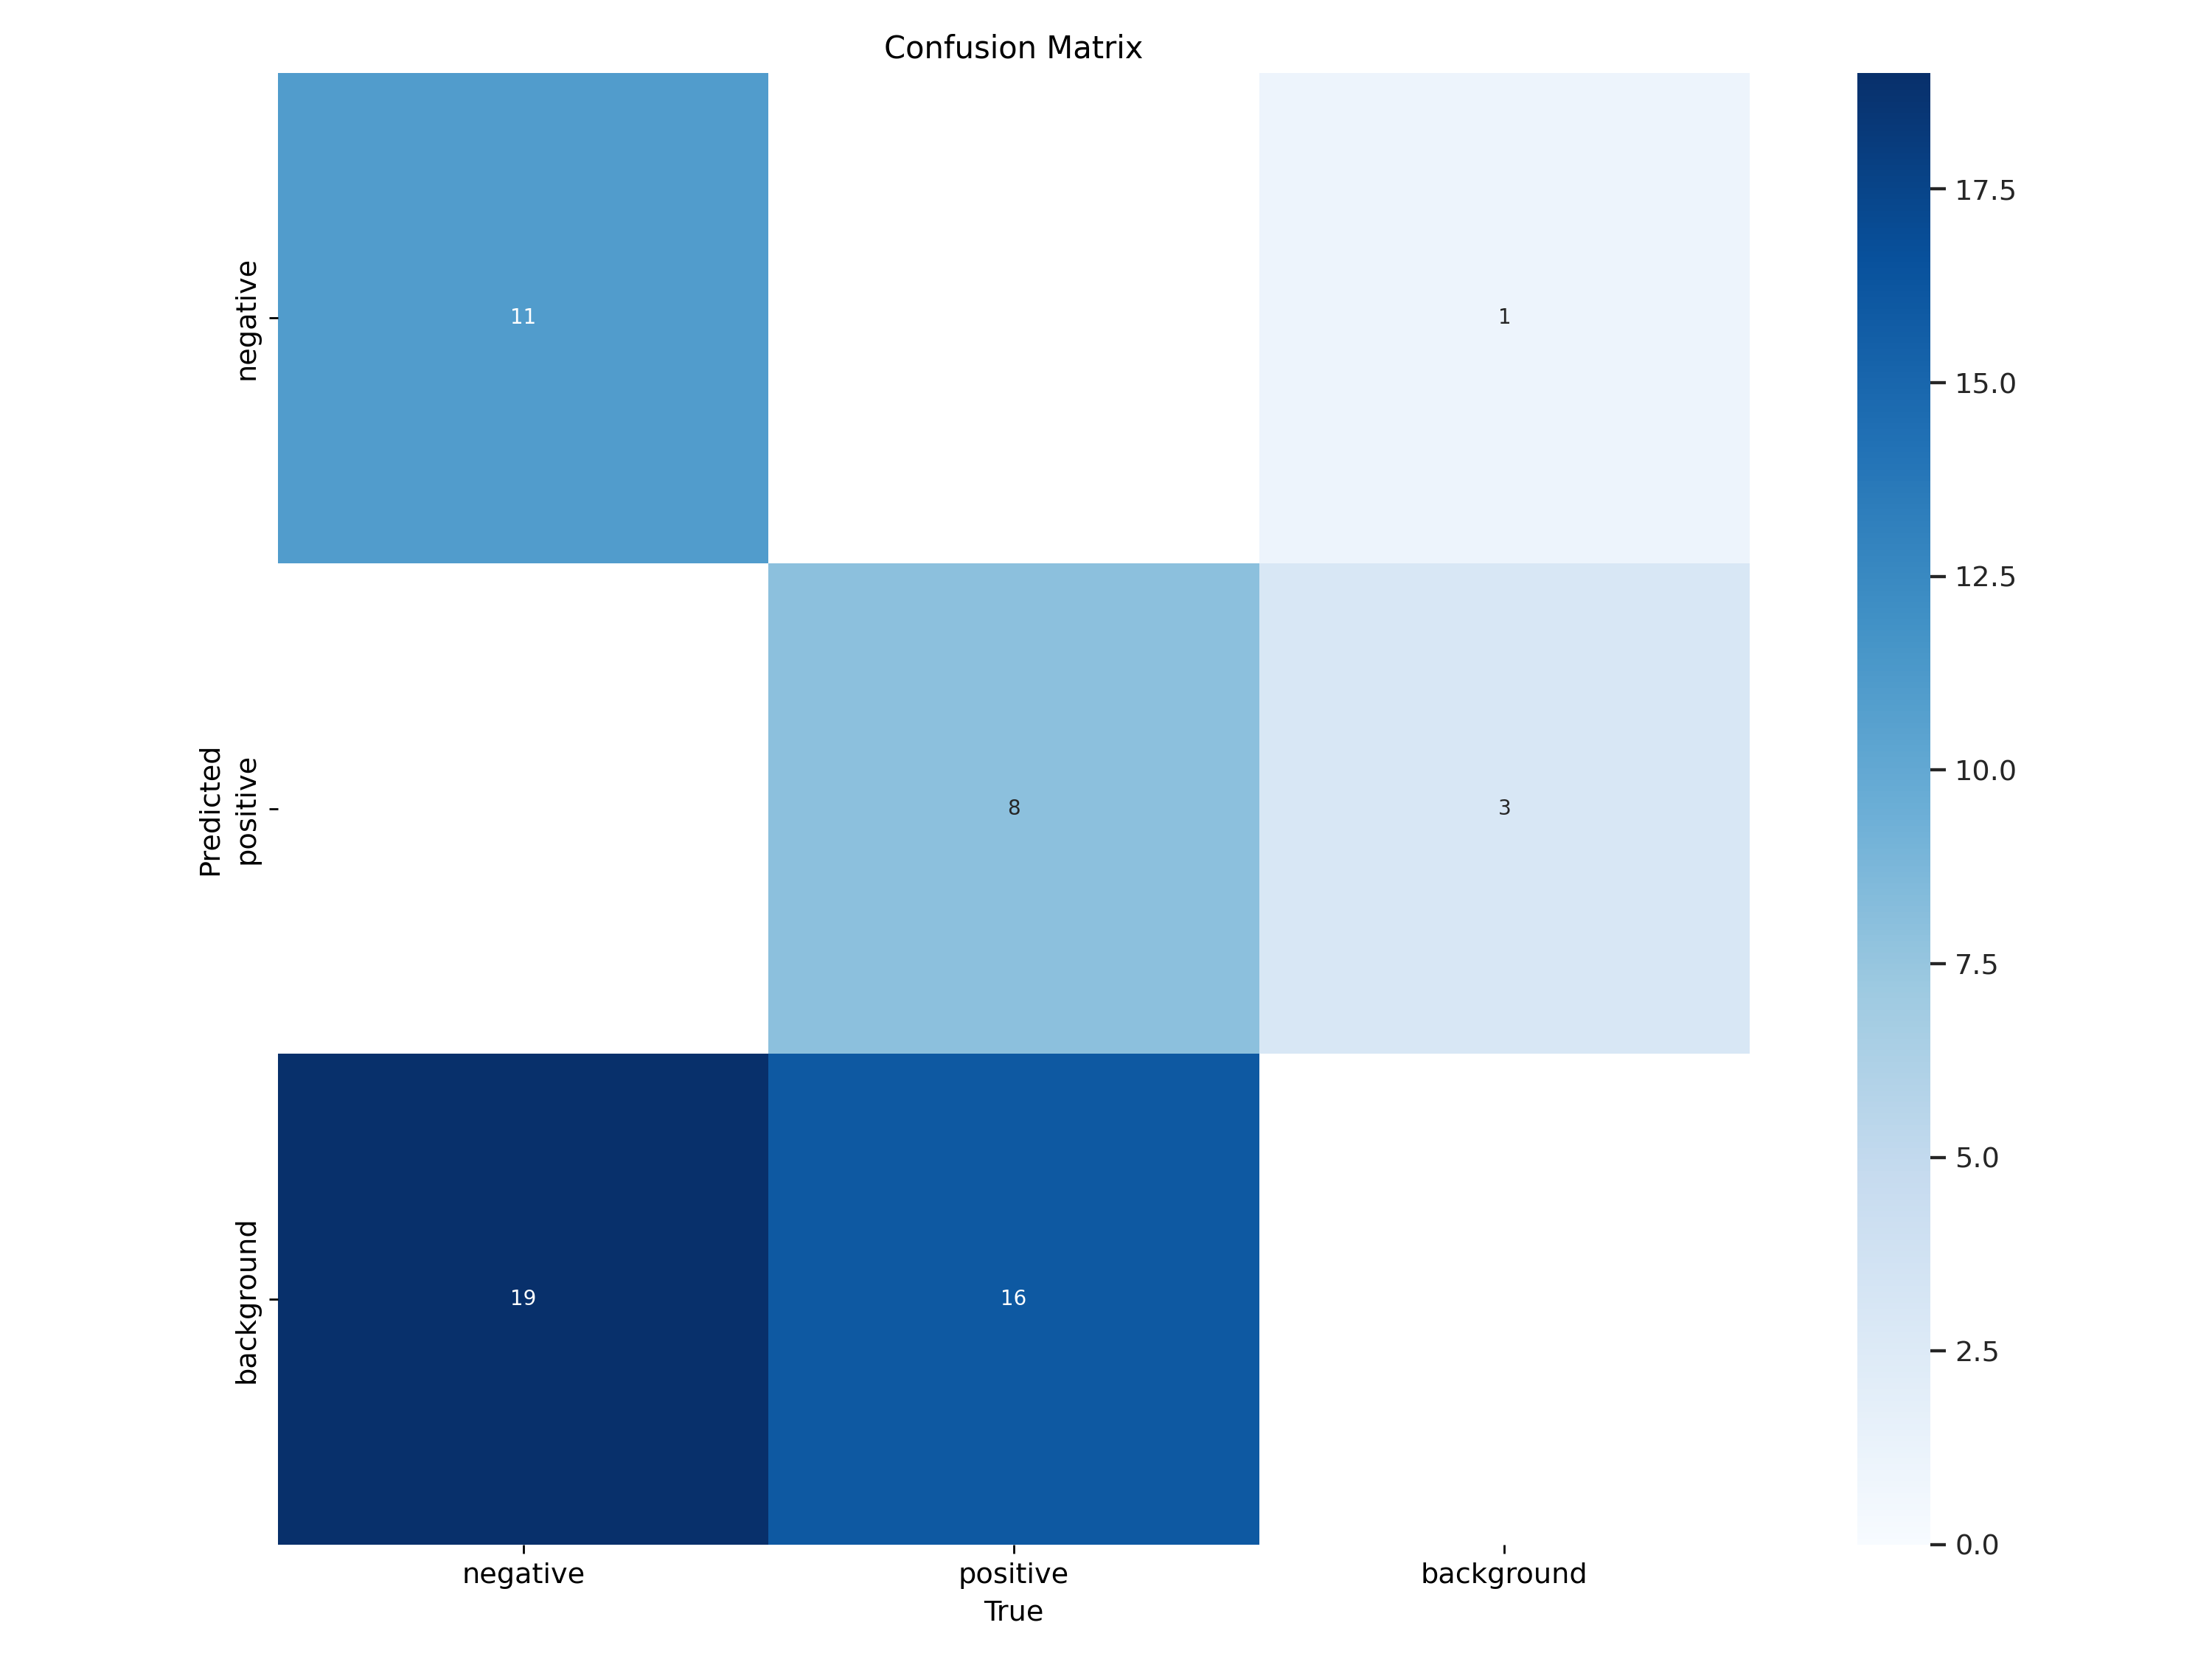 Confusion Matrix
negative
11
1
17.5
15.0
12.5
10.0
Predicted
positive
8
3
7.5
5.0
2.5
0.0
background
19
16
negative
positive
background
True